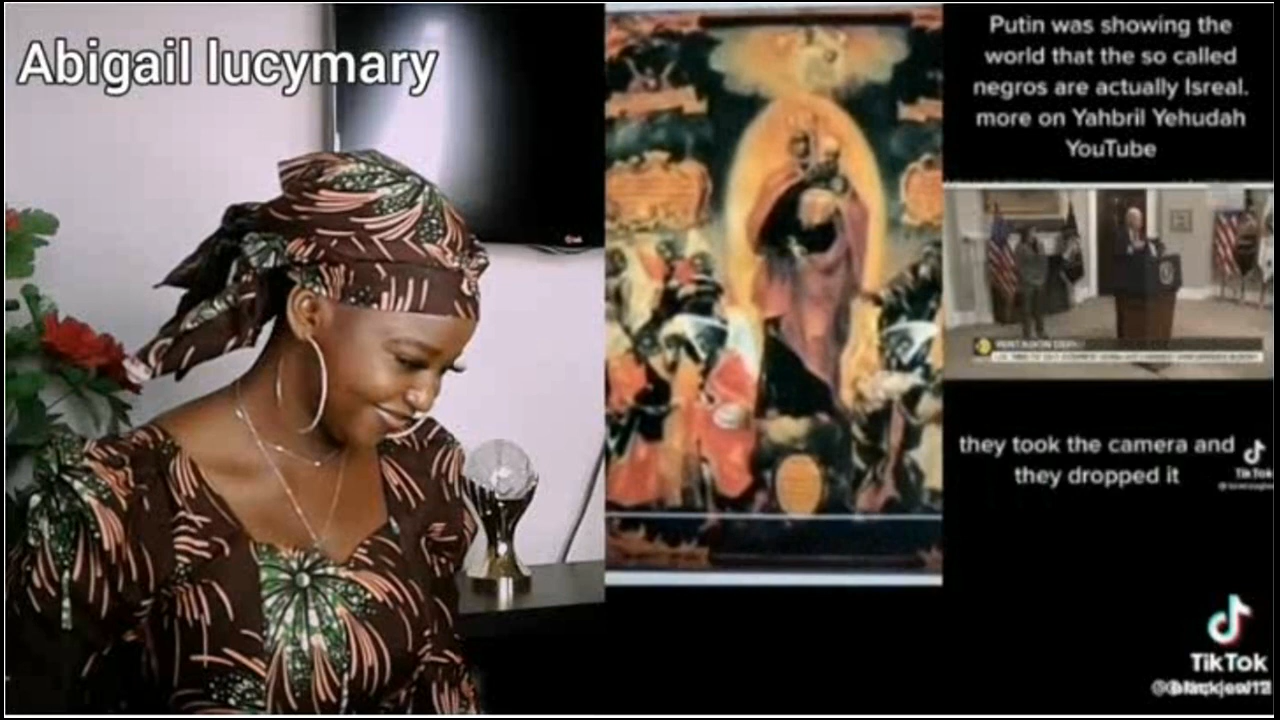 Abigail lucymary
Putin was showing the
world that the so called
negros are actually Isreal.
more on Yahbril Yehudah
YouTube
they took the camera and
they dropped it
TikTok
TikTok